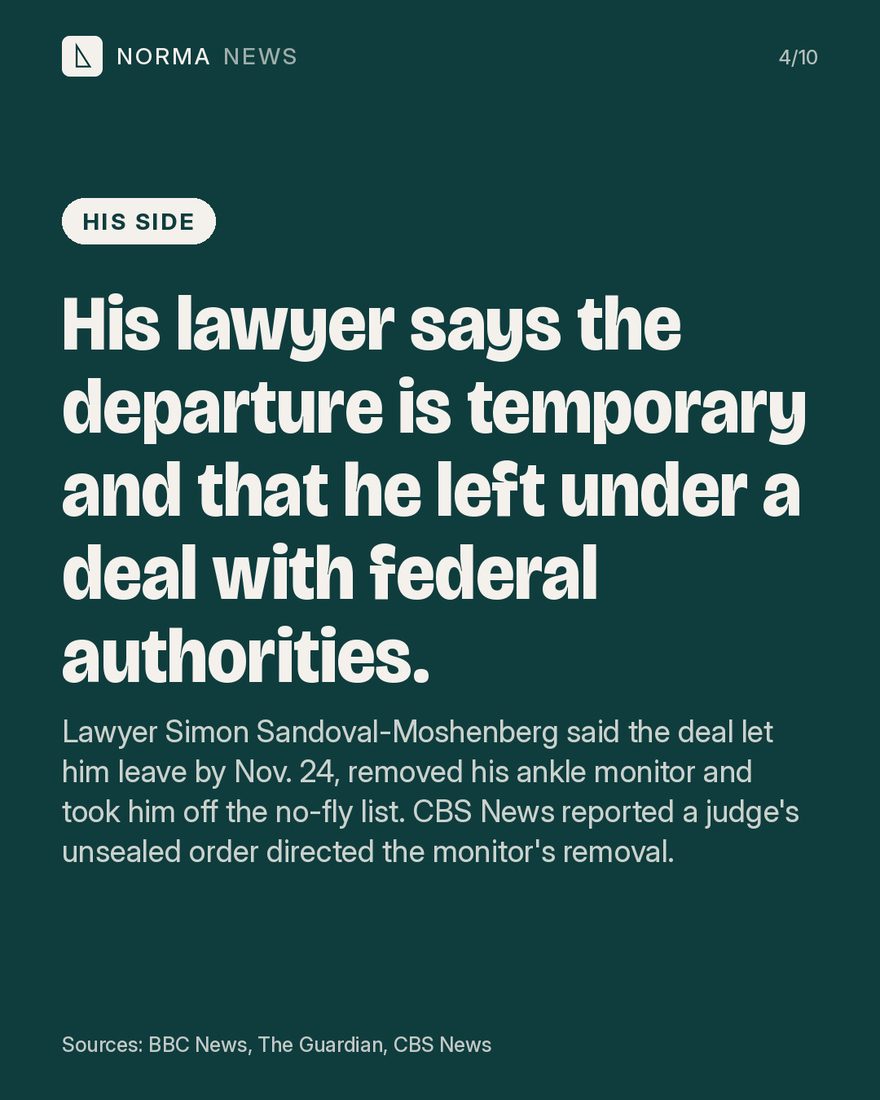 NORMA NEWS
4/10
HIS SIDE
His lawyer says the
departure is temporary
and that he left under a
deal with federal
authorities.
Lawyer Simon Sandoval-Moshenberg said the deal let
him leave by Nov. 24, removed his ankle monitor and
took him off the no-fly list. CBS News reported a judge's
unsealed order directed the monitor's removal.
Sources: BBC News, The Guardian, CBS News